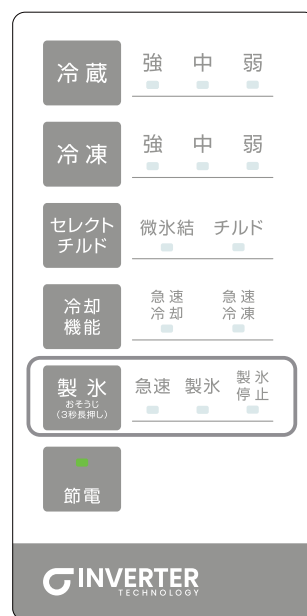 冷蔵 強 中 弱
冷凍 強 中 弱
セレクト
チルド
微氷結 チルド
冷却
機能
急速
冷却
急速
冷凍
製氷
おそうじ
(3秒長押し)
急速 製氷
製氷
停止
節電
INVERTER
TECHNOLOGY